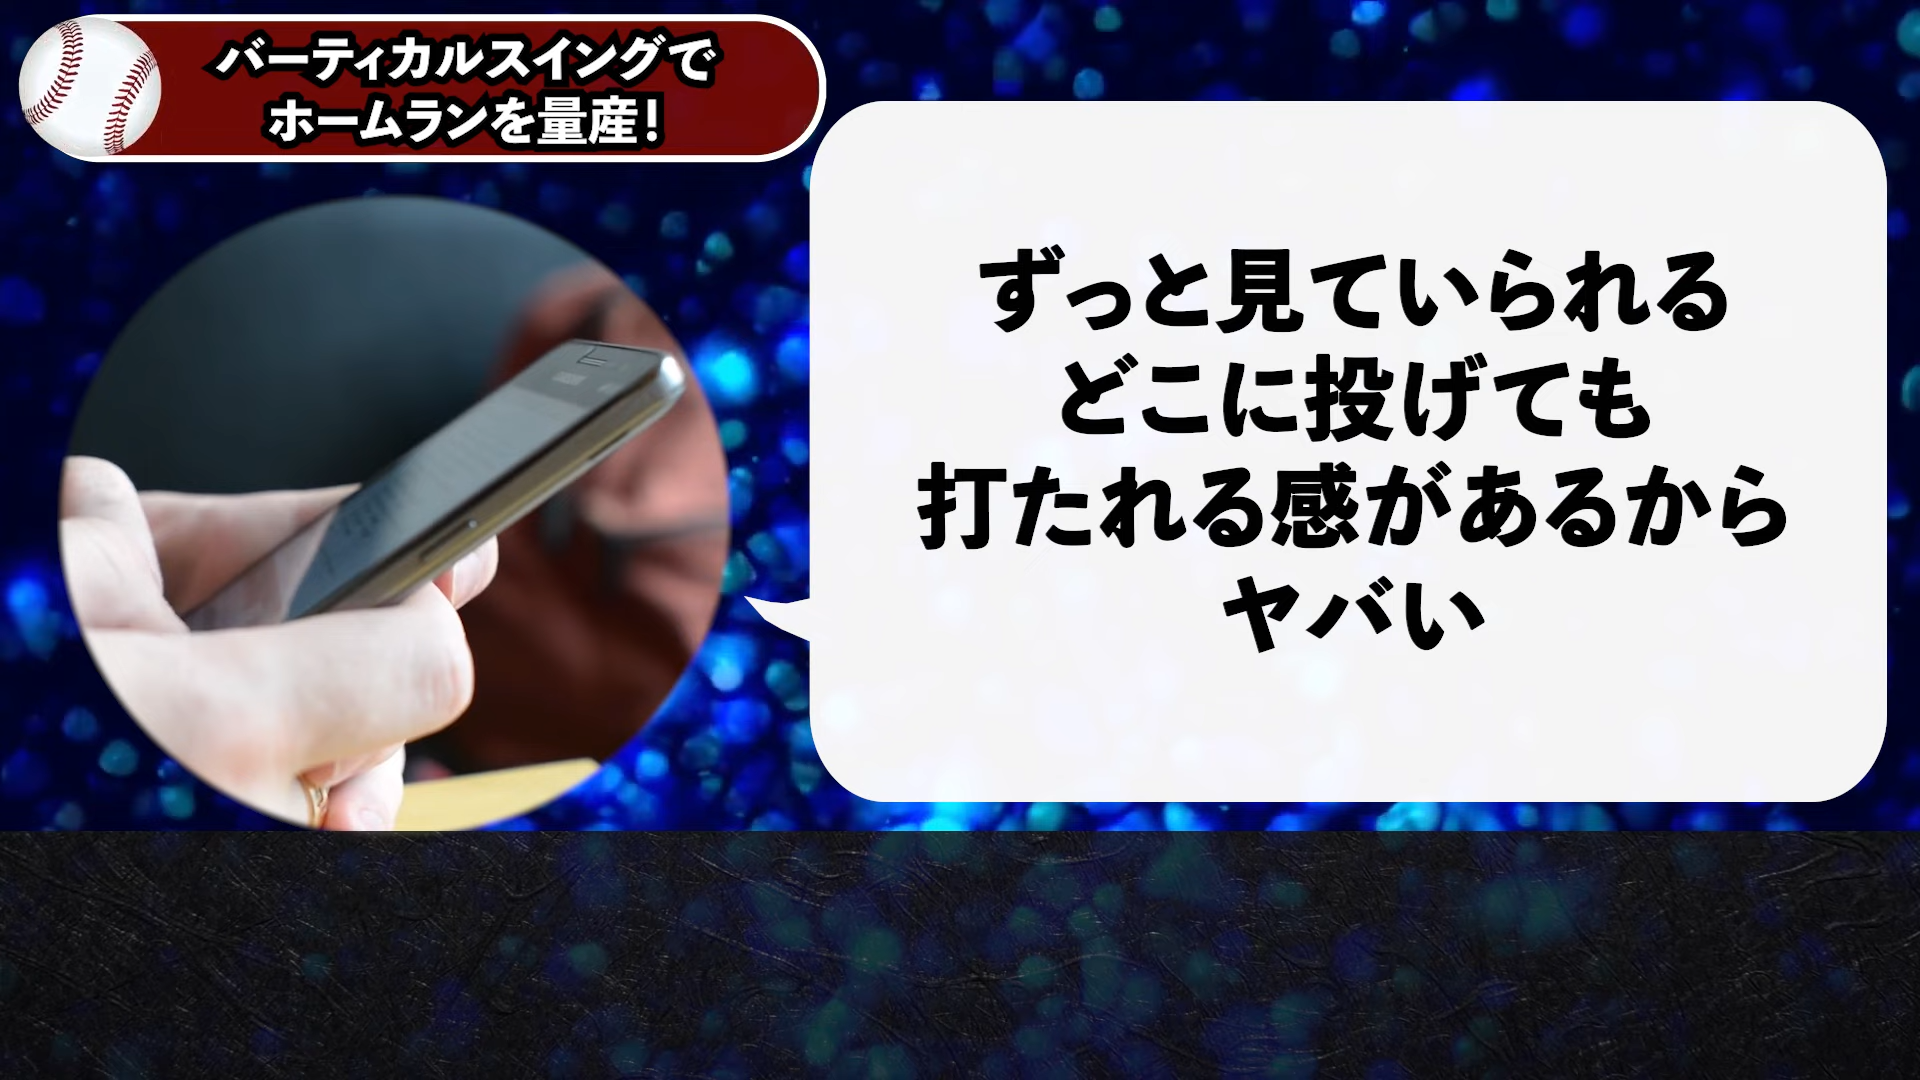 バーティカルスイングで
ホームランを量産!
ずっと見ていられる
どこに投げても
打たれる感があるから
ヤバい